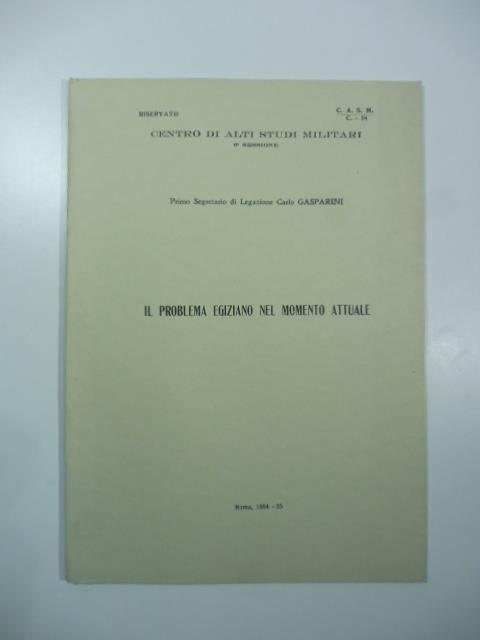 RISERVATO
C. A. S. M.
C. - IN
CENTRO DI ALTI STUDI MILITARI
SESSIONE
Primo Segretario di Legazione Carlo GASPARINI
IL PROBLEMA EGIZIANO NEL MOMENTO ATTUALE
Roma, 1954 - 55